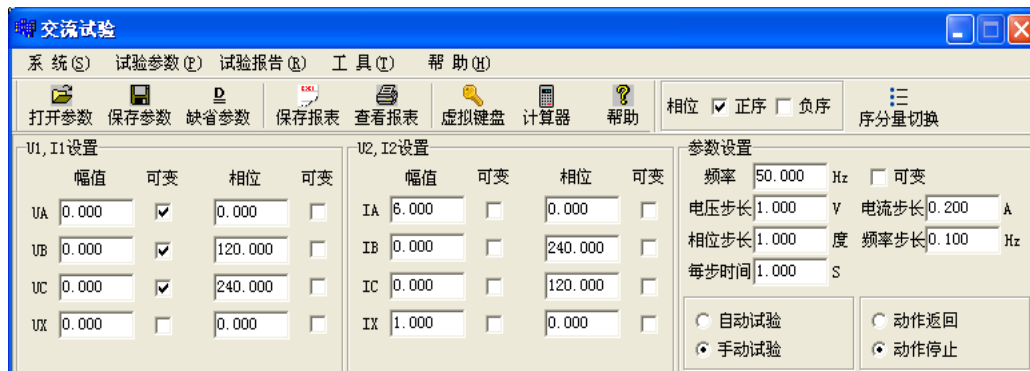 交流试验
系 统(S) 试验参数(P) 试验报告(R) 工 具(T) 帮 助(H)
打开参数 保存参数 缺省参数 保存报表 查看报表 虚拟键盘 计算器 帮助 相位 正序 负序 序分量切换
U1,I1设置 U2,I2设置 参数设置
幅值 可变 相位 可变 幅值 可变 相位 可变 频率 50.000 Hz 可变
UA 0.000 0.000 IA 6.000 0.000 电压步长 1.000 V 电流步长 0.200 A
UB 0.000 120.000 IB 0.000 240.000 相位步长 1.000 度 频率步长 0.100 Hz
UC 0.000 240.000 IC 0.000 120.000 每步时间 1.000 S
UX 0.000 0.000 IX 1.000 0.000 自动试验 动作返回
手动试验 动作停止